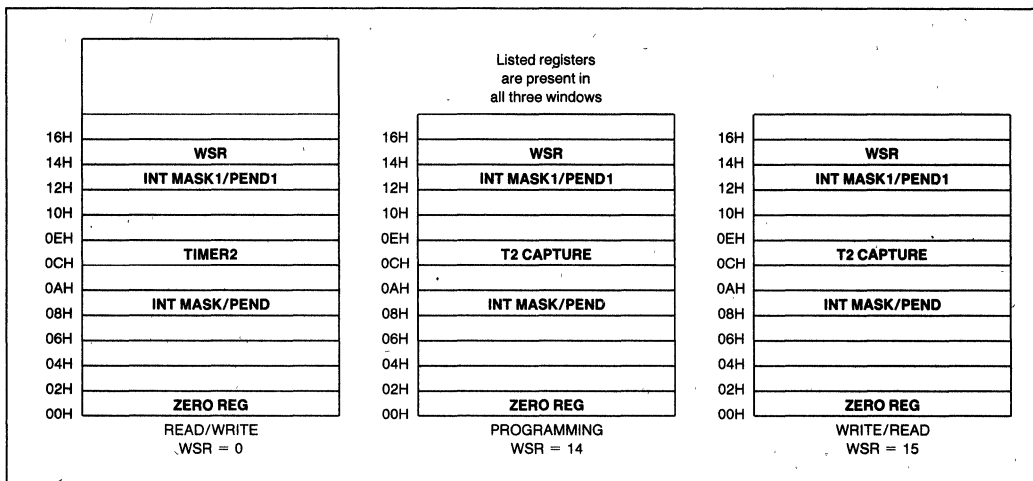 Listed registers
are present in
all three windows
16H
WSR
14H
INT MASK1/PEND1
12H
10H
0EH
TIMER2
0CH
0AH
INT MASK/PEND
08H
06H
04H
02H
ZERO REG
00H
READ/WRITE
WSR = 0
16H
WSR
14H
INT MASK1/PEND1
12H
10H
0EH
T2 CAPTURE
0CH
0AH
INT MASK/PEND
08H
06H
04H
02H
ZERO REG
00H
PROGRAMMING
WSR = 14
16H
WSR
14H
INT MASK1/PEND1
12H
10H
0EH
T2 CAPTURE
0CH
0AH
INT MASK/PEND
08H
06H
04H
02H
ZERO REG
00H
WRITE/READ
WSR = 15